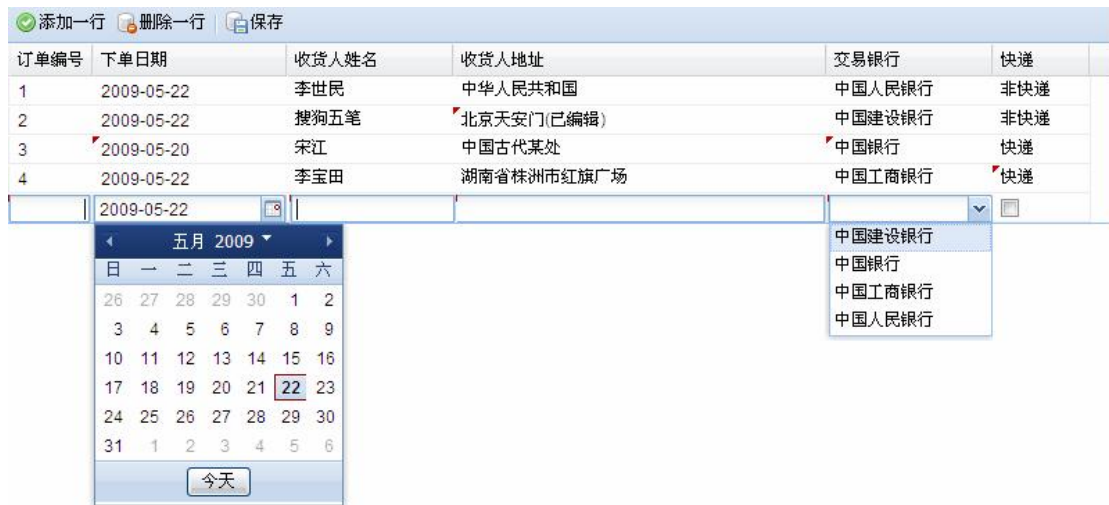 添加一行 删除一行 保存
订单编号 下单日期 收货人姓名 收货人地址 交易银行 快递
1 2009-05-22 李世民 中华人民共和国 中国人民银行 非快递
2 2009-05-22 搜狗五笔 北京天安门(已编辑) 中国建设银行 非快递
3 2009-05-20 宋江 中国古代某处 中国银行 快递
4 2009-05-22 李宝田 湖南省株洲市红旗广场 中国工商银行 快递
2009-05-22
五月 2009
日 一 二 三 四 五 六
26 27 28 29 30 1 2
3 4 5 6 7 8 9
10 11 12 13 14 15 16
17 18 19 20 21 22 23
24 25 26 27 28 29 30
31 1 2 3 4 5 6
今天
中国建设银行
中国银行
中国工商银行
中国人民银行